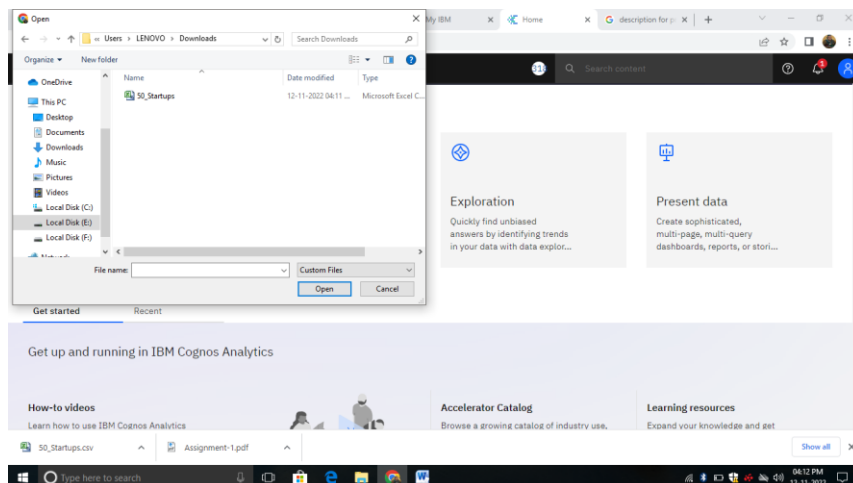 Open
My IBM
Home
description for p
« Users > LENOVO > Downloads
Search Downloads
Organize
New folder
Search content
OneDrive
This PC
Desktop
Documents
Downloads
Music
Pictures
Videos
Local Disk (C:)
Local Disk (E:)
Local Disk (F:)
Name
Date modified
Type
50_Startups
12-11-2022 04:11 ...
Microsoft Excel C...
File name:
Custom Files
Open
Cancel
Exploration
Quickly find unbiased
answers by identifying trends
in your data with data explor...
Present data
Create sophisticated,
multi-page, multi-query
dashboards, reports, or stori...
Get started
Recent
Get up and running in IBM Cognos Analytics
How-to videos
Learn how to use IBM Cognos Analytics
Accelerator Catalog
Browse a growing catalog of industry use,
Learning resources
Expand your knowledge and get
50_Startups.csv
Assignment-1.pdf
Show all
Type here to search
04:12 PM
12-11-2022